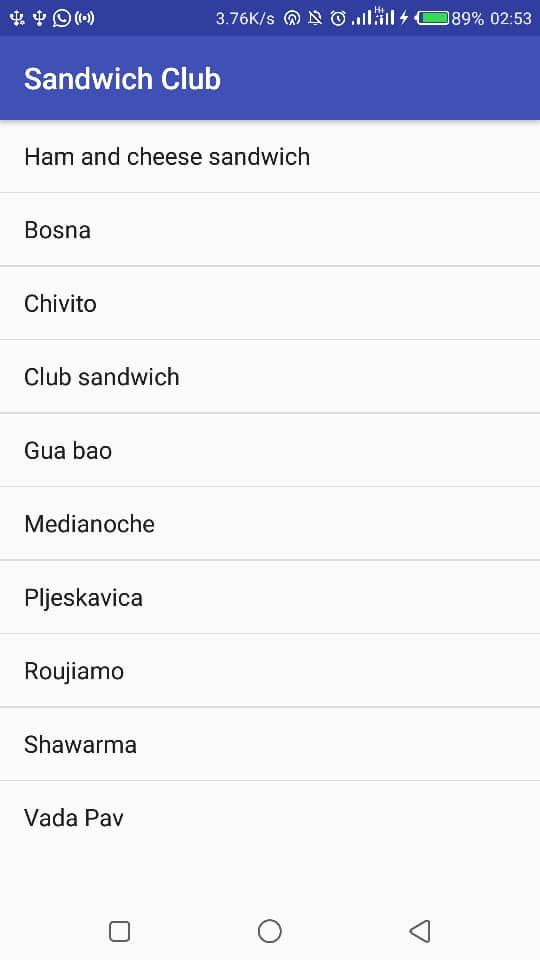 3.76K/s H+ 89% 02:53
Sandwich Club
Ham and cheese sandwich
Bosna
Chivito
Club sandwich
Gua bao
Medianoche
Pljeskavica
Roujiamo
Shawarma
Vada Pav